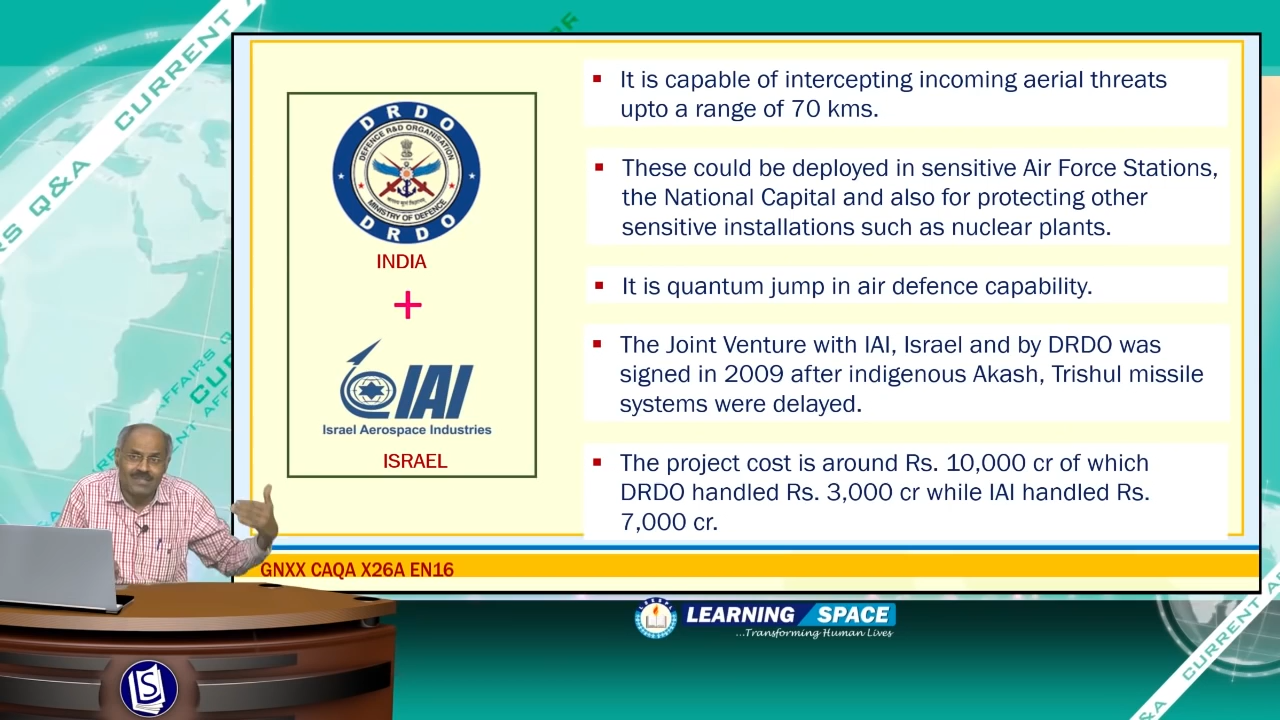 CURRENT A
RS Q&A
DRDO
DEFENCE R&D ORGANISATION
MINISTRY OF DEFENCE
DRDO
INDIA
+
IAI
Israel Aerospace Industries
ISRAEL
It is capable of intercepting incoming aerial threats
upto a range of 70 kms.
These could be deployed in sensitive Air Force Stations,
the National Capital and also for protecting other
sensitive installations such as nuclear plants.
It is quantum jump in air defence capability.
The Joint Venture with IAI, Israel and by DRDO was
signed in 2009 after indigenous Akash, Trishul missile
systems were delayed.
The project cost is around Rs. 10,000 cr of which
DRDO handled Rs. 3,000 cr while IAI handled Rs.
7,000 cr.
GNXX CAQA X26A EN16
LEARNING SPACE
...Transforming Human Lives
LS
CURRENT
&A